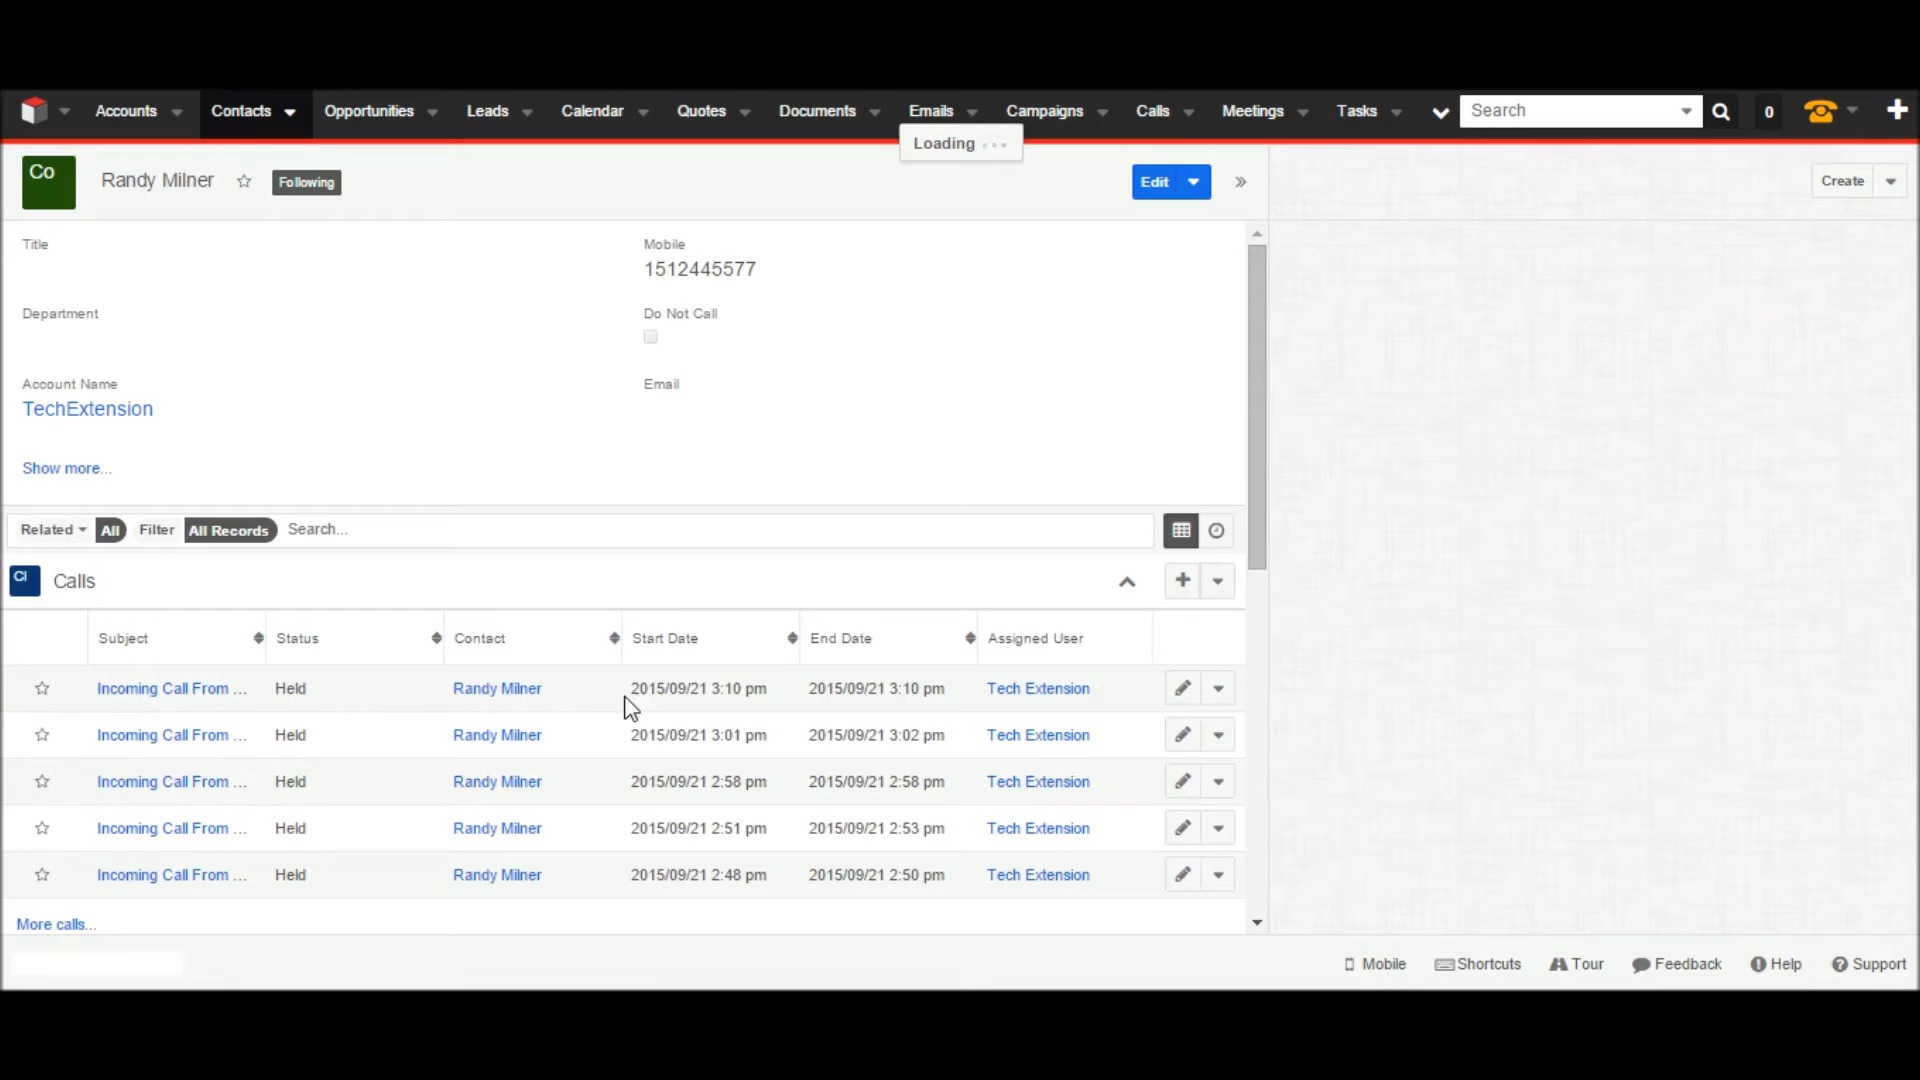 Accounts Contacts Opportunities Leads Calendar Quotes Documents Emails Campaigns Calls Meetings Tasks Search 0
Loading
Co Randy Milner Following Edit Create
Title Mobile
1512445577
Department Do Not Call
Account Name Email
TechExtension
Show more...
Related All Filter All Records Search...
Cl Calls
Subject Status Contact Start Date End Date Assigned User
Incoming Call From ... Held Randy Milner 2015/09/21 3:10 pm 2015/09/21 3:10 pm Tech Extension
Incoming Call From ... Held Randy Milner 2015/09/21 3:01 pm 2015/09/21 3:02 pm Tech Extension
Incoming Call From ... Held Randy Milner 2015/09/21 2:58 pm 2015/09/21 2:58 pm Tech Extension
Incoming Call From ... Held Randy Milner 2015/09/21 2:51 pm 2015/09/21 2:53 pm Tech Extension
Incoming Call From ... Held Randy Milner 2015/09/21 2:48 pm 2015/09/21 2:50 pm Tech Extension
More calls...
Mobile Shortcuts Tour Feedback Help Support